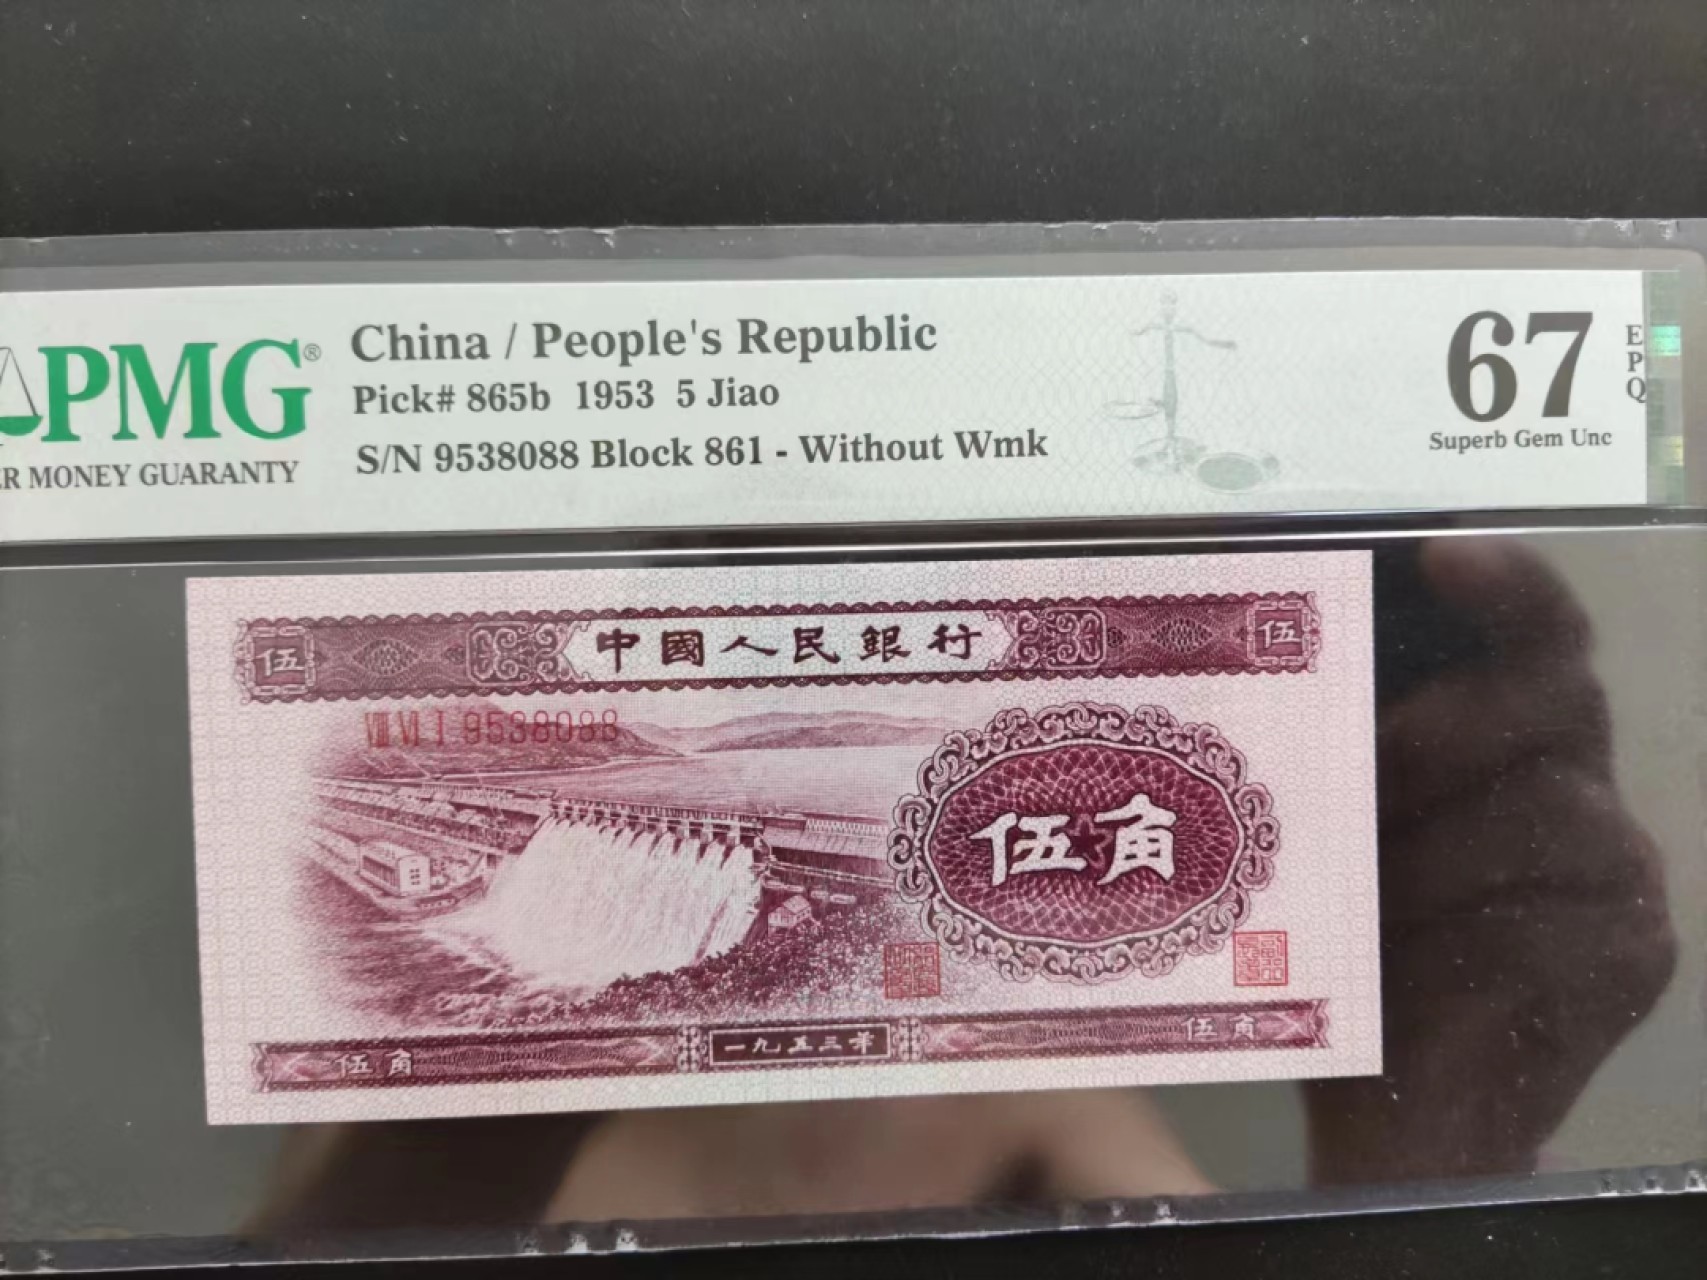 China / People's Republic
Pick# 865b 1953 5 Jiao
S/N 9538088 Block 861 - Without Wmk
PMG®
MONEY GUARANTY
67
EPQ
Superb Gem Unc
伍
中國人民銀行
伍
VIII VI I 9538088
伍角
伍角
一九五三年
伍角